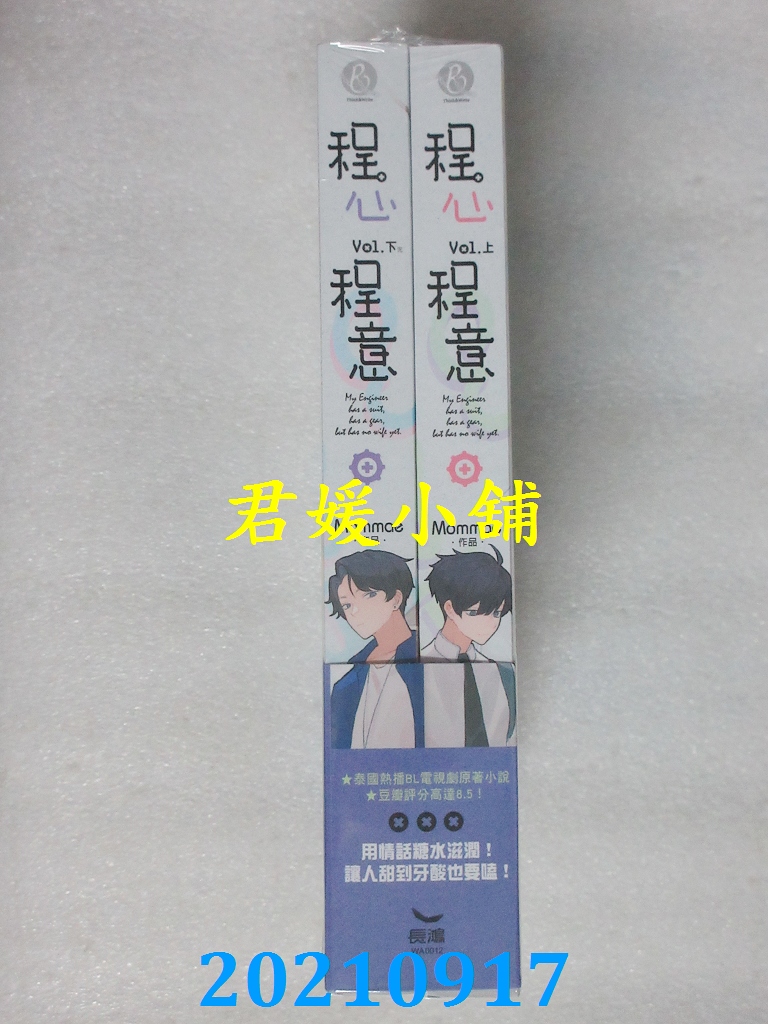 程
心
Vol.下
程意
My Engineer
has a suit,
has a gear,
but has no wife yet.
Mommae
作品
程
心
Vol.上
程意
My Engineer
has a suit,
has a gear,
but has no wife yet.
Mommae
·作品·
君媛小舖
★泰國熱播BL電視劇原著小說
★豆瓣評分高達8.5！
用情話糖水滋潤！
讓人甜到牙酸也要嗑！
長鴻
WA0012
20210917